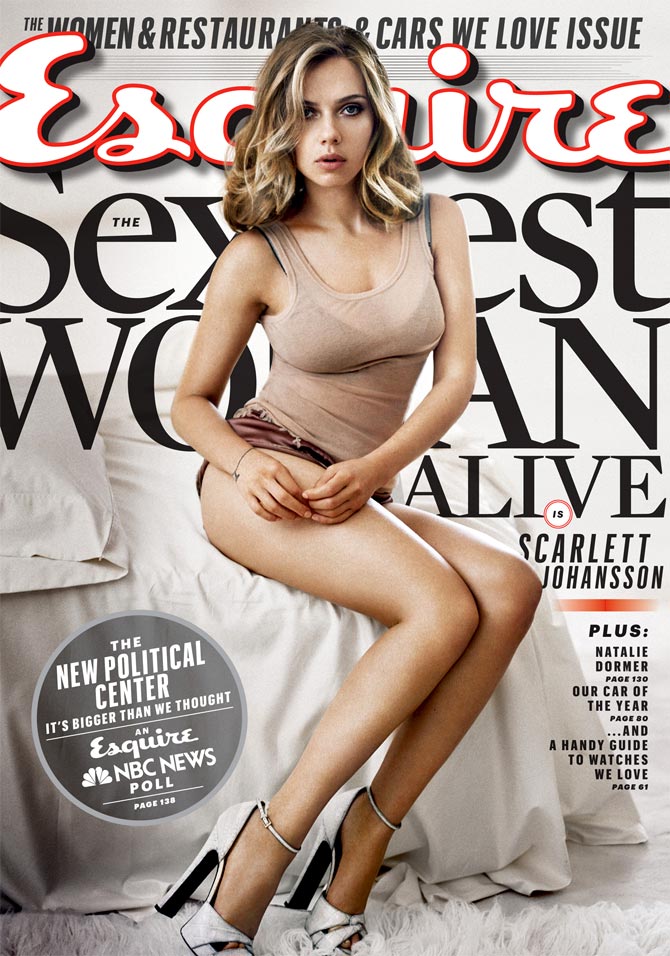 THE WOMEN & RESTAURANTS & CARS WE LOVE ISSUE
Esquire
THE
Sexiest
WOMAN
ALIVE
IS
SCARLETT
JOHANSSON
PLUS:
NATALIE
DORMER
PAGE 130
OUR CAR OF
THE YEAR
PAGE 80
...AND
A HANDY GUIDE
TO WATCHES
WE LOVE
PAGE 61
THE
NEW POLITICAL
CENTER
IT'S BIGGER THAN WE THOUGHT
AN
Esquire
NBC NEWS
POLL
PAGE 138